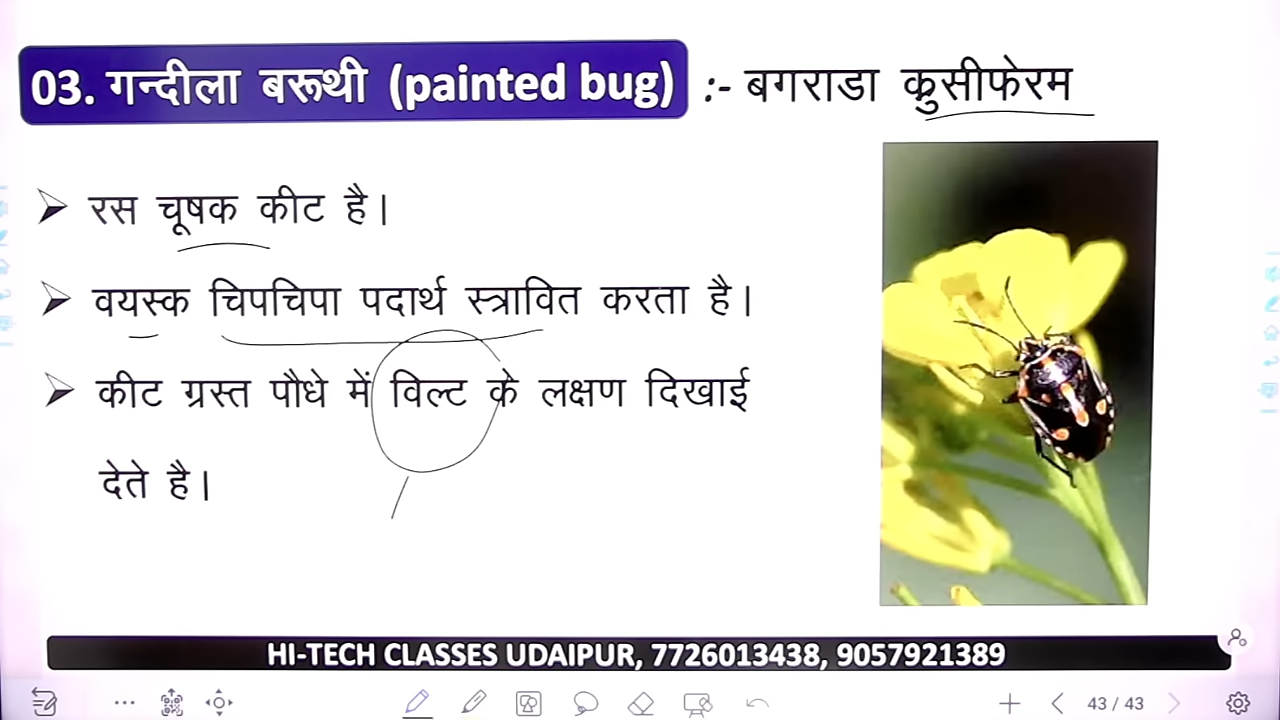 03. गन्दीला बरूथी (painted bug) :- बगराडा क्रुसीफेरम
रस चूषक कीट है।
वयस्क चिपचिपा पदार्थ स्त्रावित करता है।
कीट ग्रस्त पौधे में विल्ट के लक्षण दिखाई
देते है।
HI-TECH CLASSES UDAIPUR, 7726013438, 9057921389
43 / 43